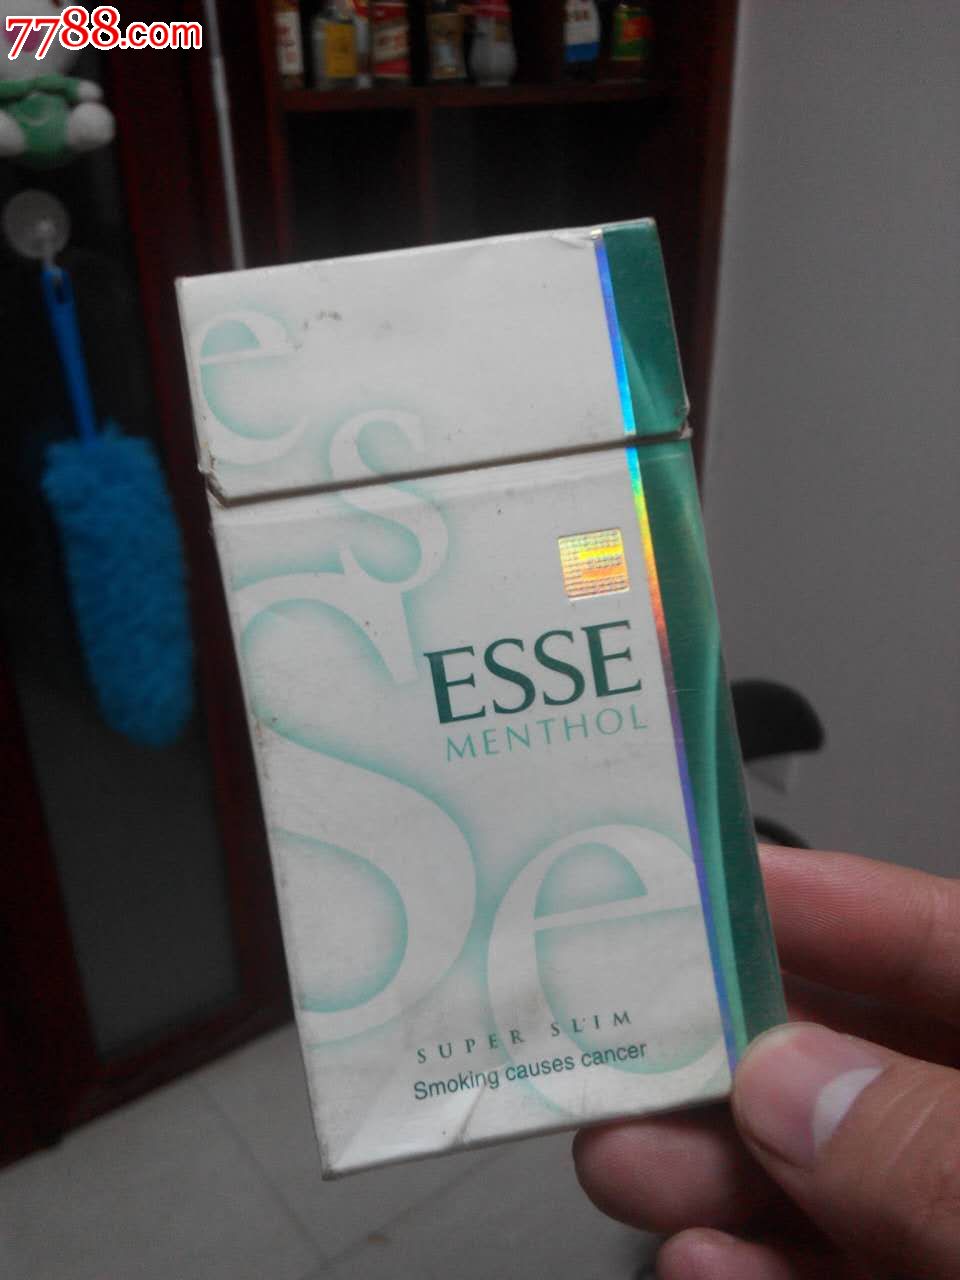 7788.com
e
s
s
e
ESSE
MENTHOL
SUPER SLIM
Smoking causes cancer